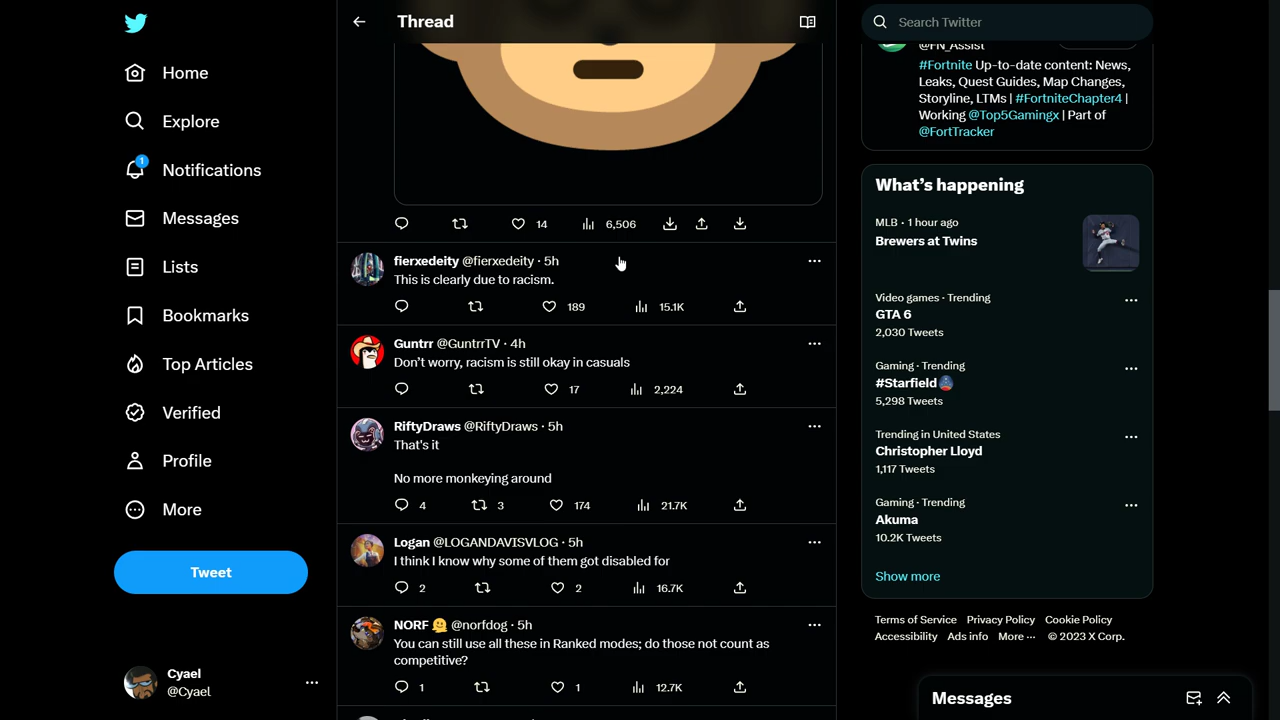 Home
Explore
1
Notifications
Messages
Lists
Bookmarks
Top Articles
Verified
Profile
More
Tweet
Cyael
@Cyael
Thread
14 6,506
fierxedeity @fierxedeity · 5h
This is clearly due to racism.
189 15.1K
Guntrr @GuntrrTV · 4h
Don't worry, racism is still okay in casuals
17 2,224
RiftyDraws @RiftyDraws · 5h
That's it
No more monkeying around
4 3 174 21.7K
Logan @LOGANDAVISVLOG · 5h
I think I know why some of them got disabled for
2 2 16.7K
NORF @norfdog · 5h
You can still use all these in Ranked modes; do those not count as
competitive?
1 1 12.7K
Search Twitter
@FN_Assist
#Fortnite Up-to-date content: News,
Leaks, Quest Guides, Map Changes,
Storyline, LTMs | #FortniteChapter4 |
Working @Top5Gamingx | Part of
@FortTracker
What's happening
MLB · 1 hour ago
Brewers at Twins
Video games · Trending
GTA 6
2,030 Tweets
Gaming · Trending
#Starfield
5,298 Tweets
Trending in United States
Christopher Lloyd
1,117 Tweets
Gaming · Trending
Akuma
10.2K Tweets
Show more
Terms of Service Privacy Policy Cookie Policy
Accessibility Ads info More ··· © 2023 X Corp.
Messages